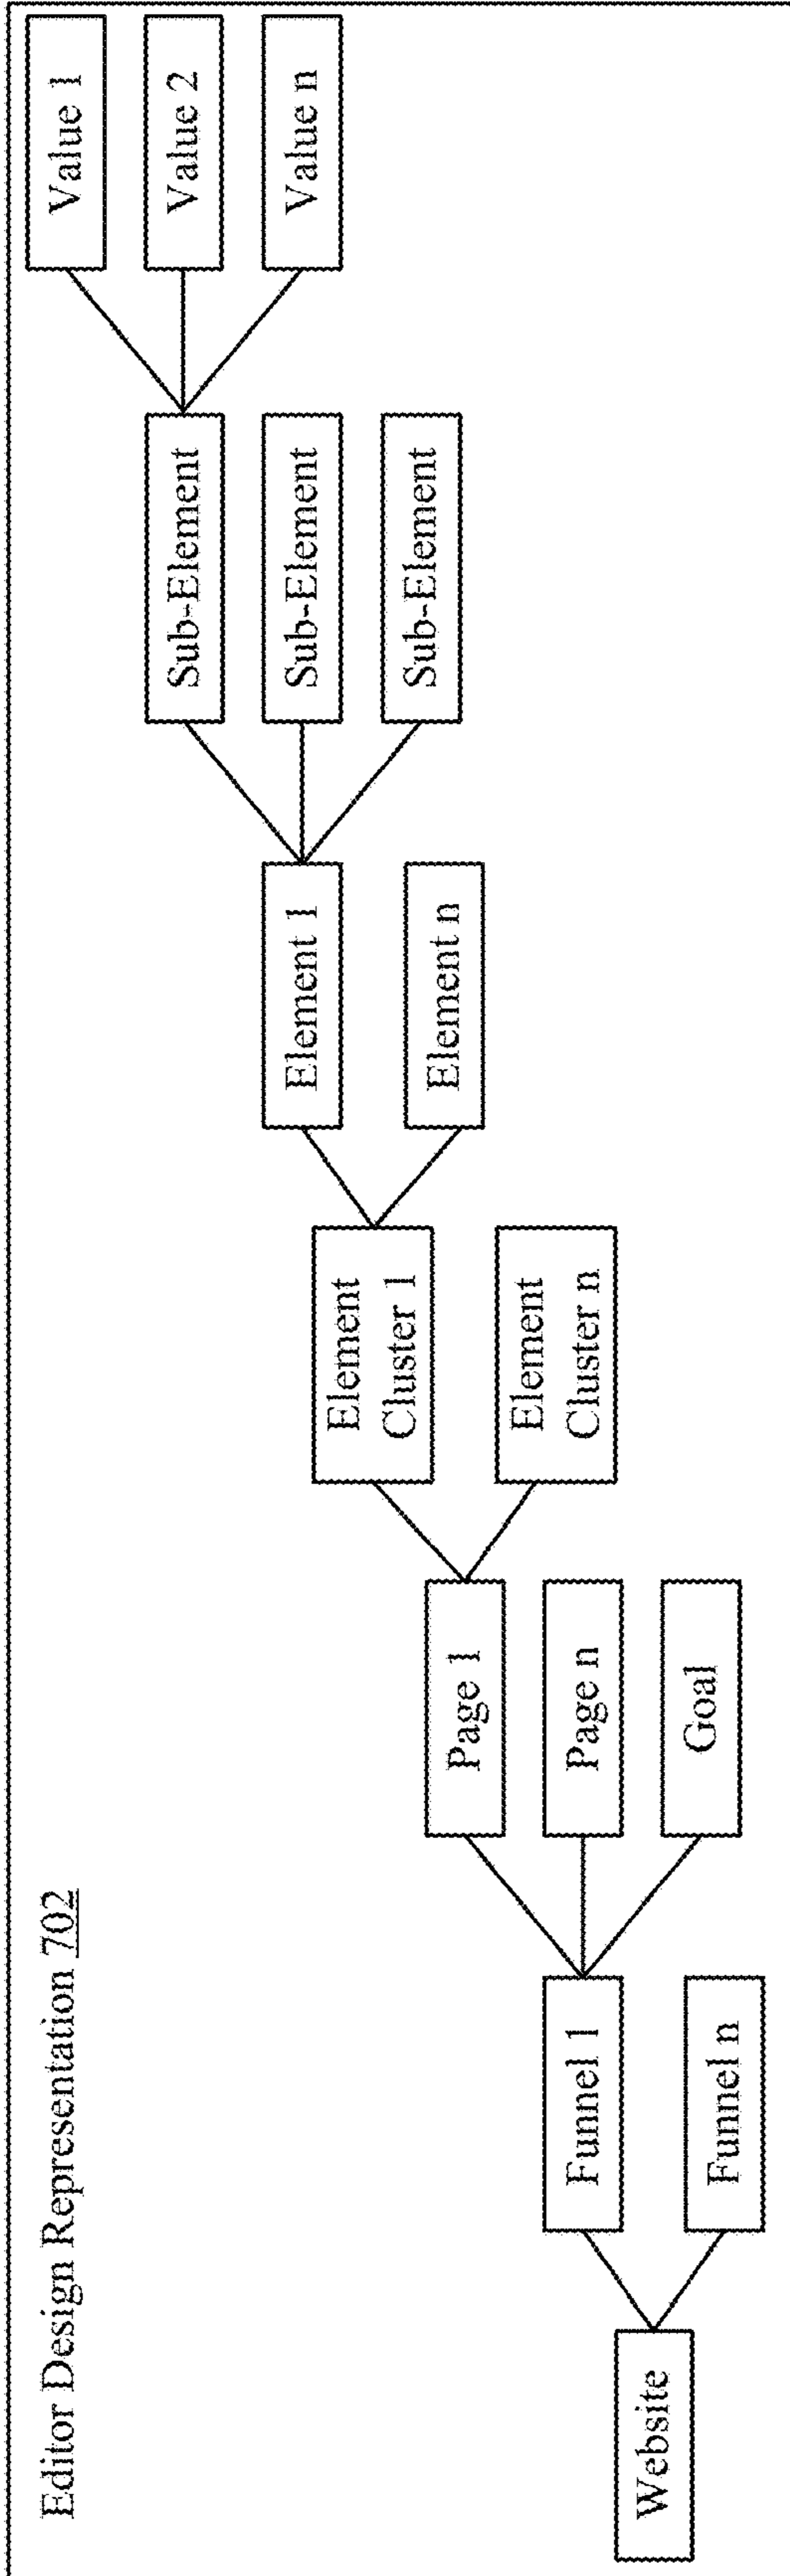 Editor Design Representation 702
Website
Funnel 1
Funnel n
Page 1
Page n
Goal
Element
Cluster 1
Element
Cluster n
Element 1
Element n
Sub-Element
Sub-Element
Sub-Element
Value 1
Value 2
Value n